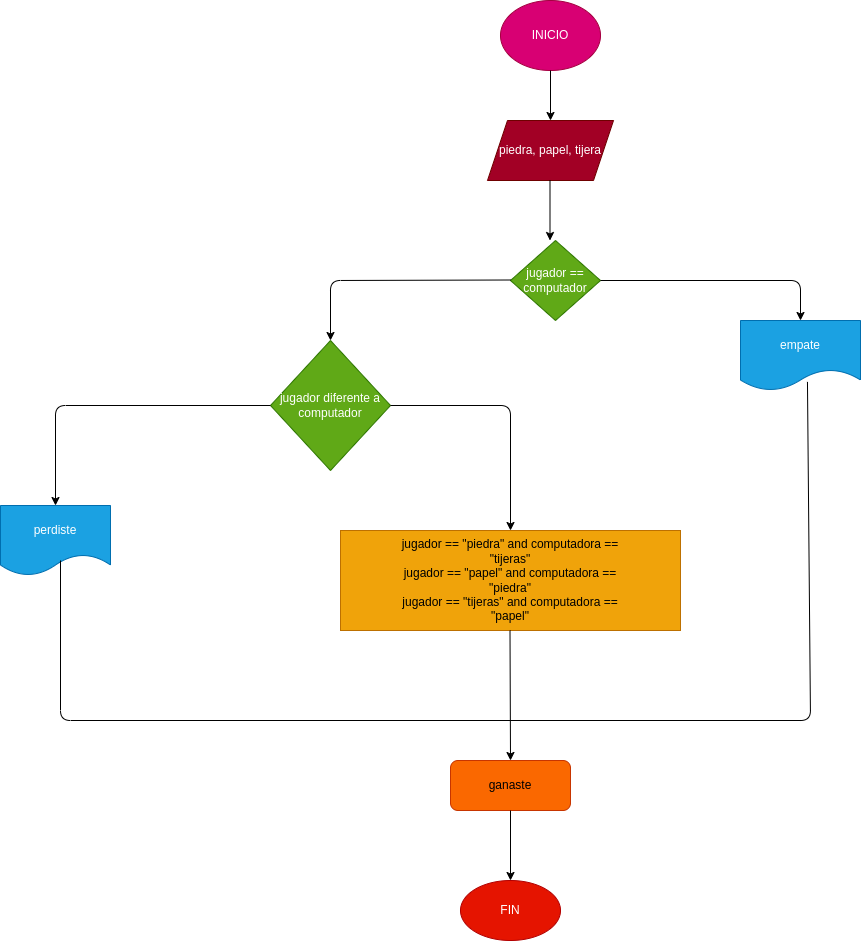 INICIO
piedra, papel, tijera
jugador ==
computador
empate
jugador diferente a
computador
perdiste
jugador == "piedra" and computadora ==
"tijeras"
jugador == "papel" and computadora ==
"piedra"
jugador == "tijeras" and computadora ==
"papel"
ganaste
FIN